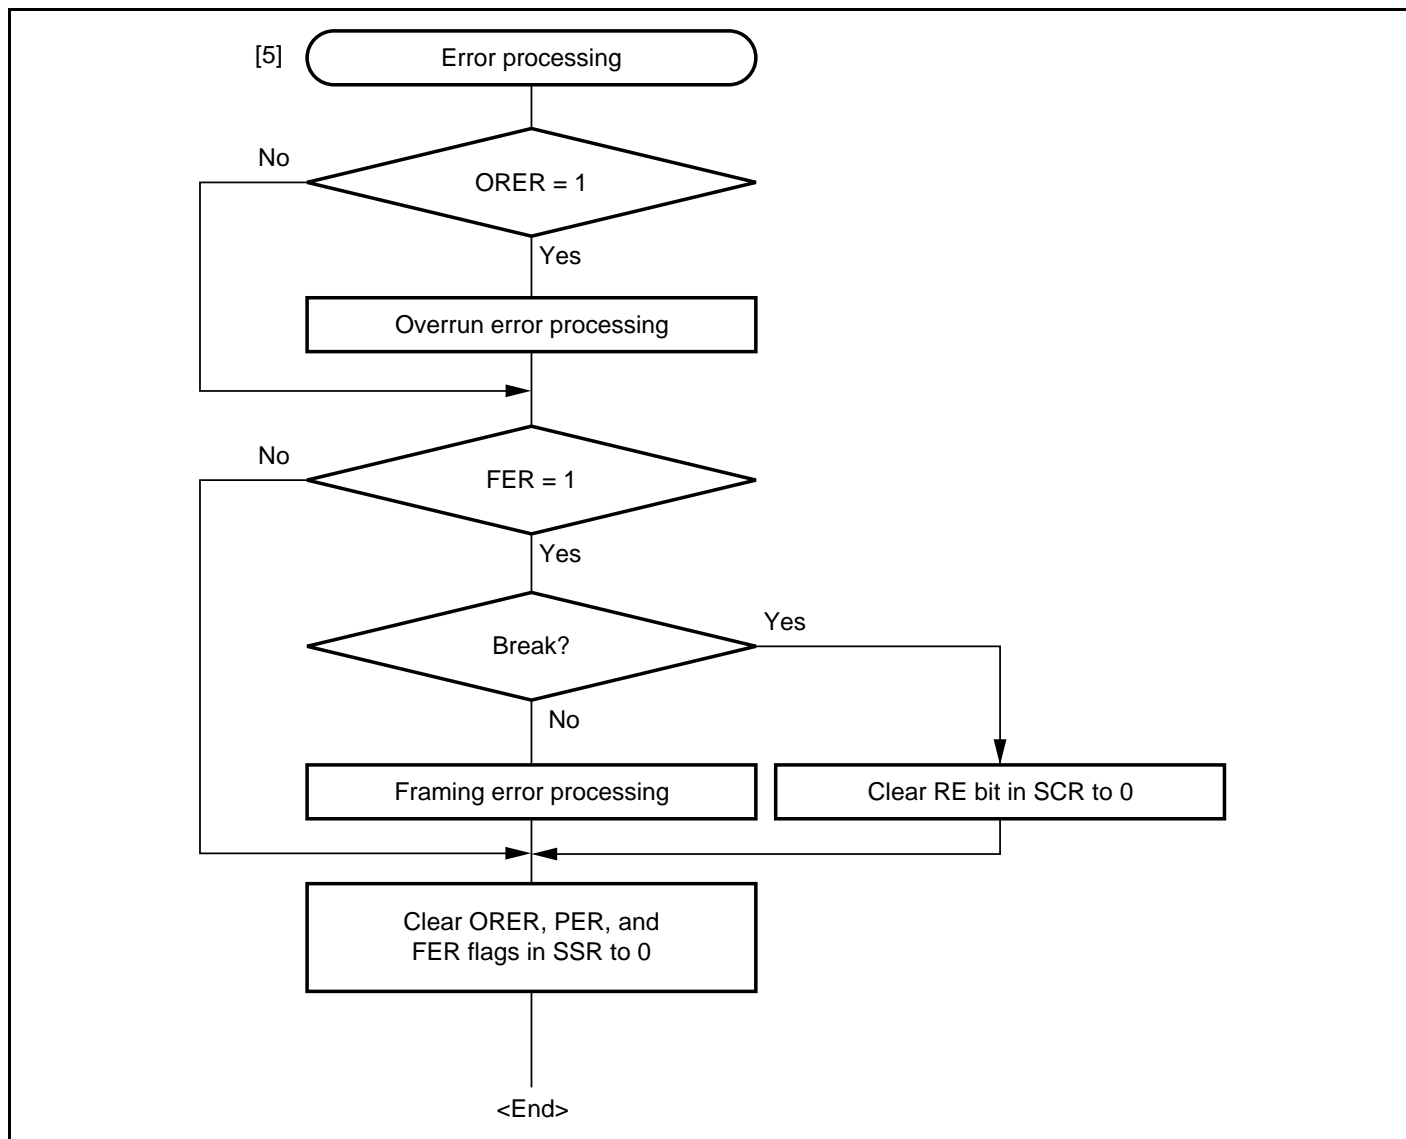 [5]
Error processing
No
ORER = 1
Yes
Overrun error processing
No
FER = 1
Yes
Break?
Yes
No
Framing error processing
Clear RE bit in SCR to 0
Clear ORER, PER, and
FER flags in SSR to 0
<End>